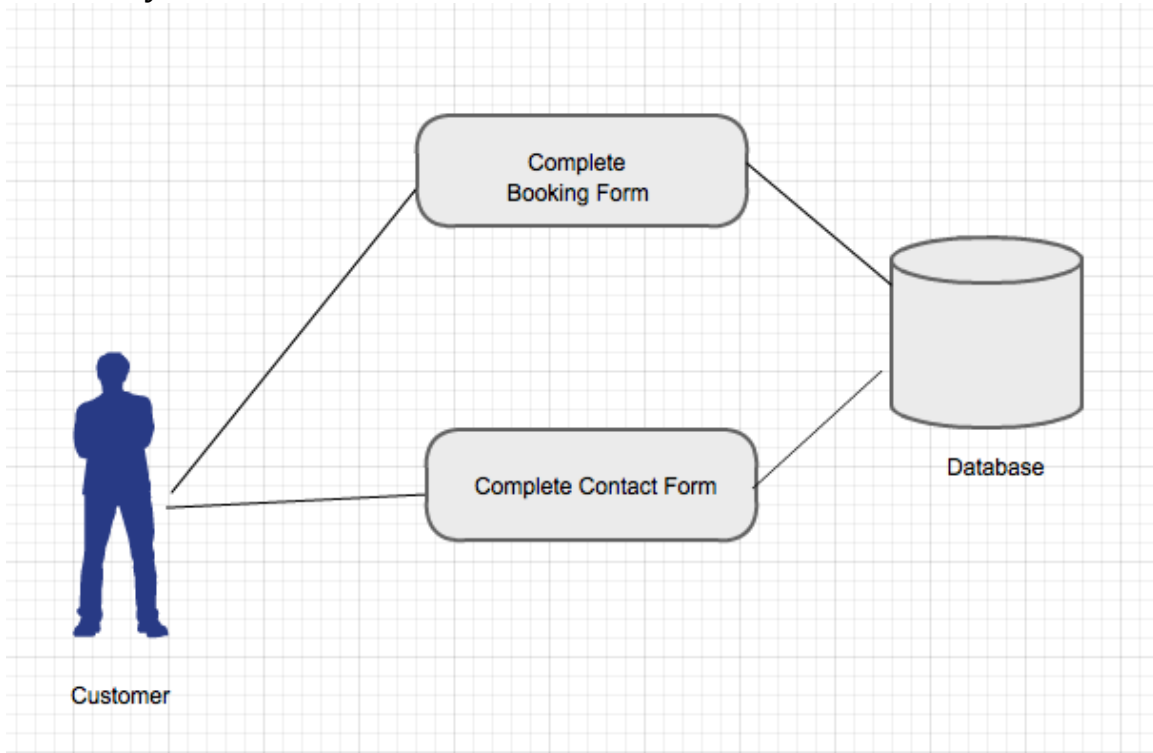 Complete
Booking Form
Complete Contact Form
Database
Customer